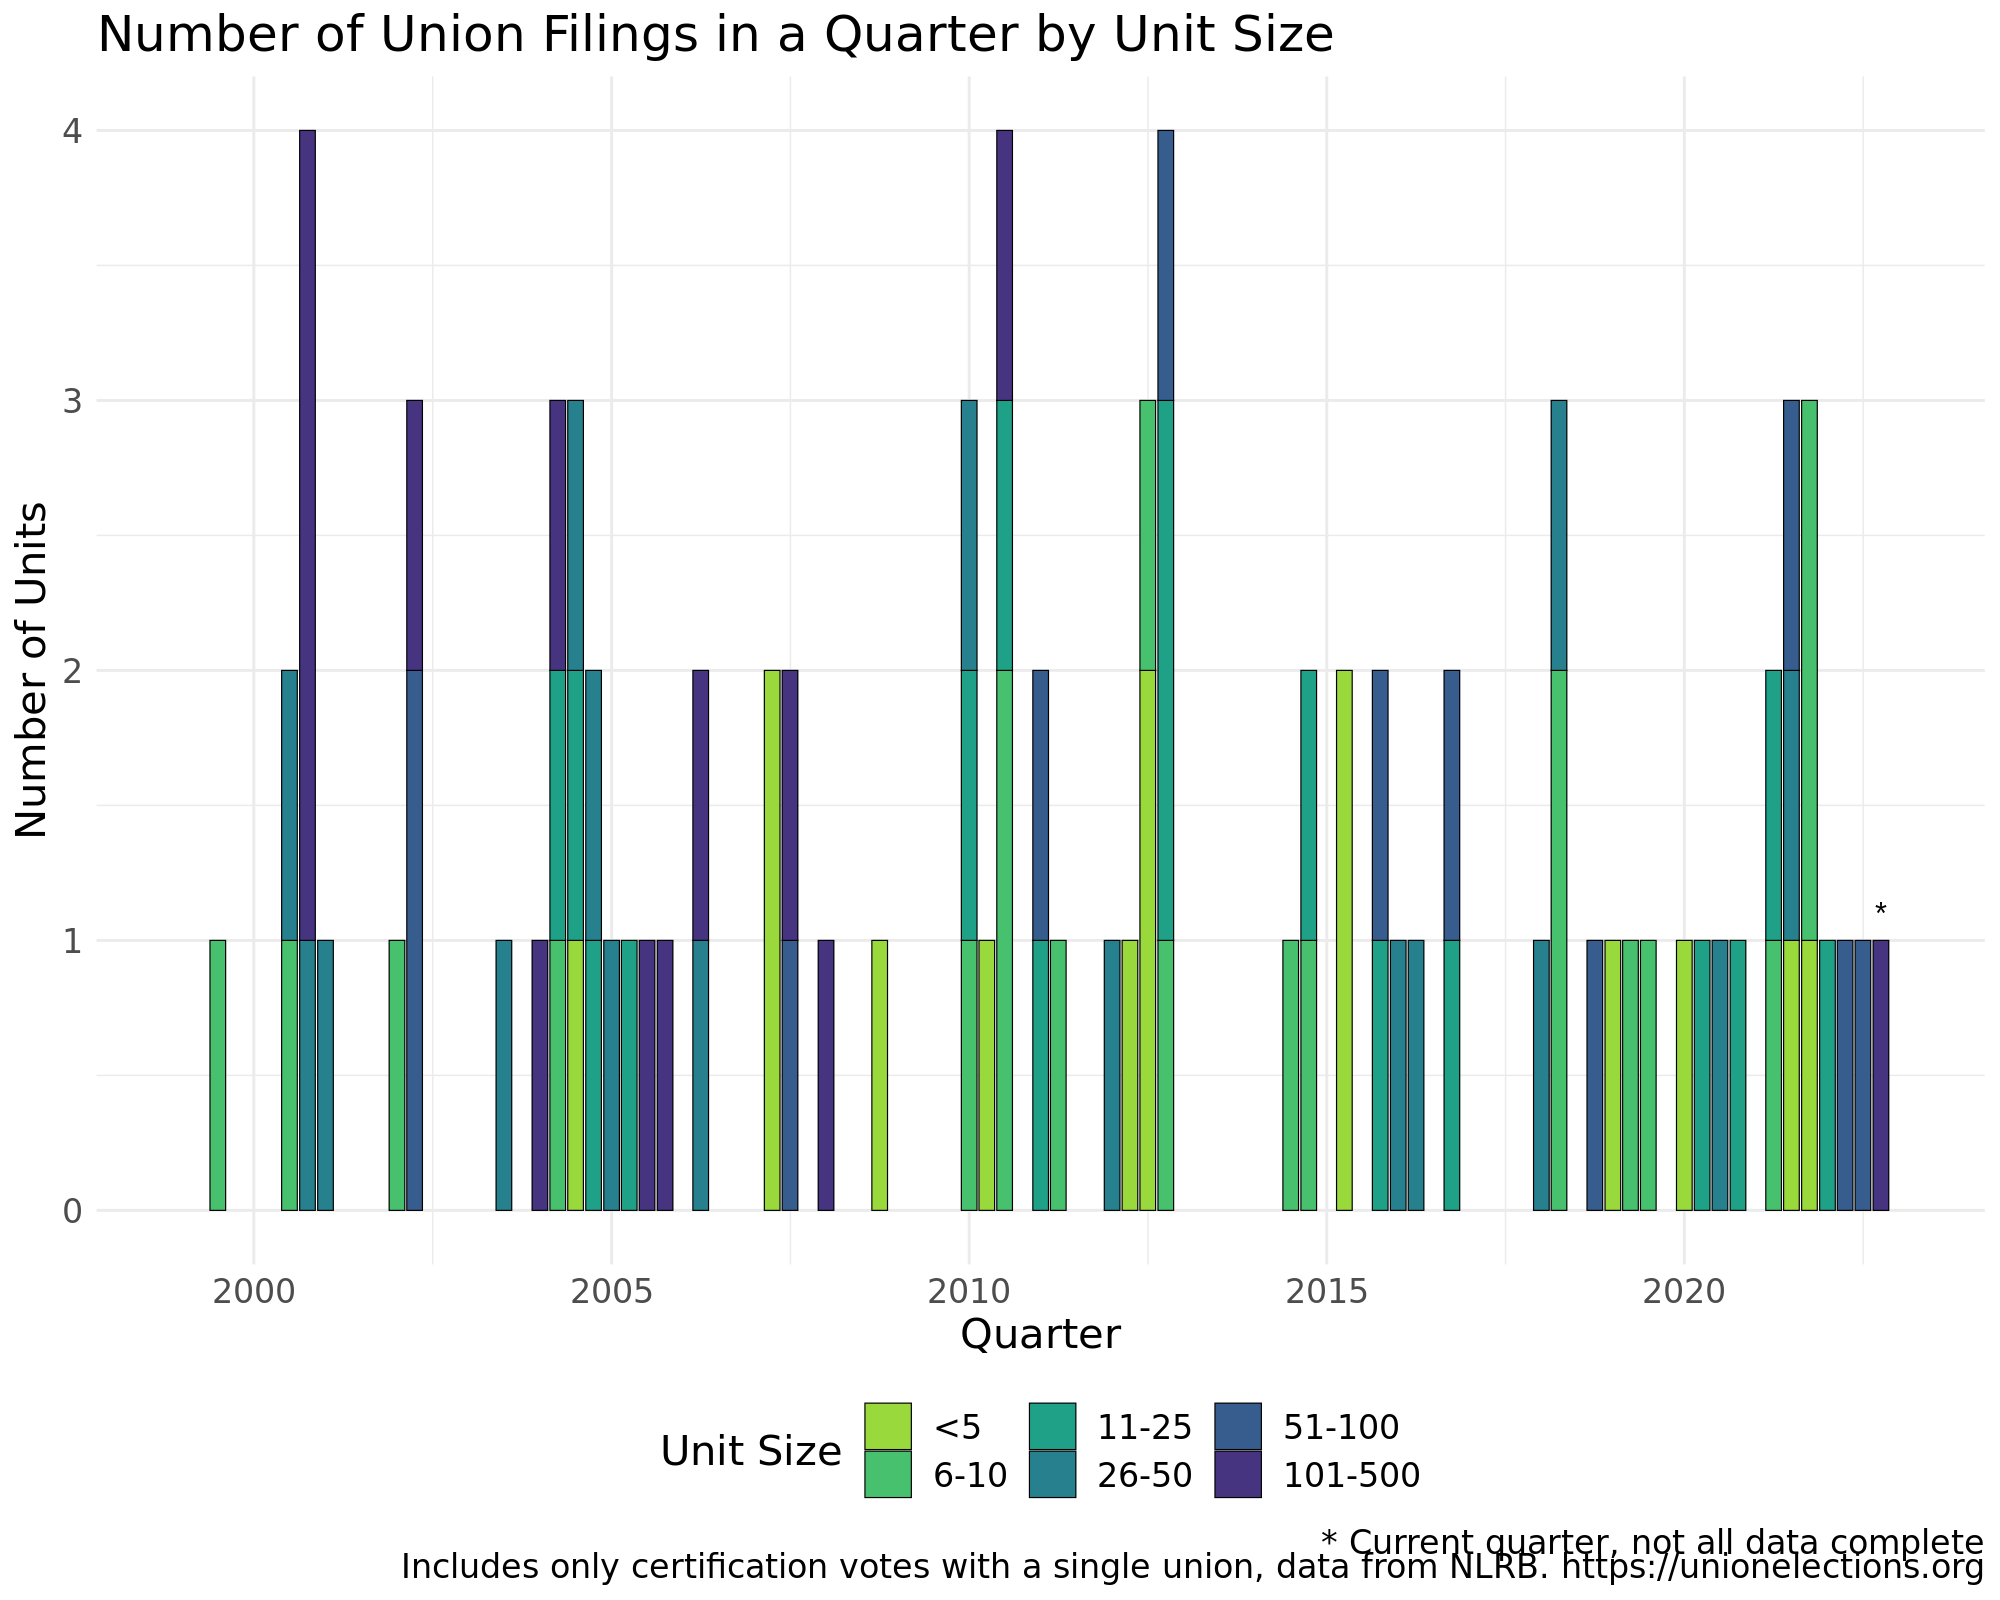 Number of Union Filings in a Quarter by Unit Size
Number of Units
4
3
2
1
0
*
2000 2005 2010 2015 2020
Quarter
Unit Size
<5 11-25 51-100
6-10 26-50 101-500
* Current quarter, not all data complete
Includes only certification votes with a single union, data from NLRB. https://unionelections.org